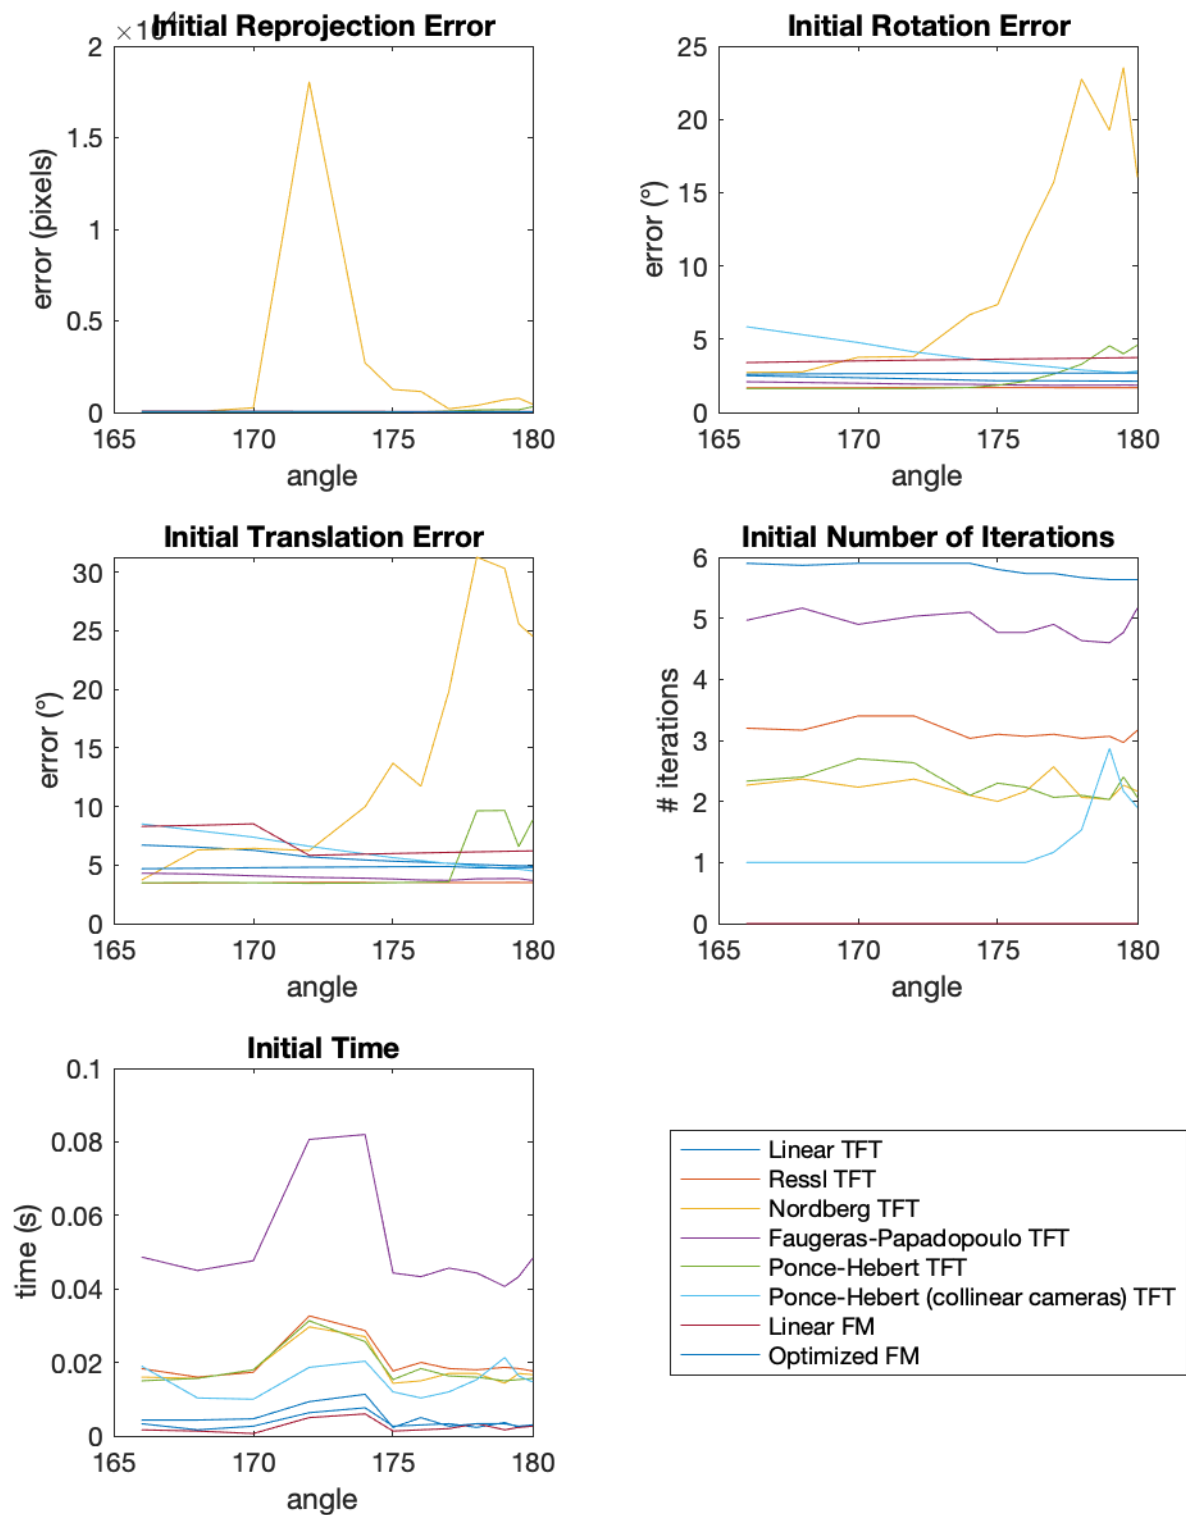 Initial Reprojection Error
×10⁴
2
1.5
1
0.5
0
165 170 175 180
error (pixels)
angle
Initial Rotation Error
25
20
15
10
5
0
165 170 175 180
error (°)
angle
Initial Translation Error
30
25
20
15
10
5
0
165 170 175 180
error (°)
angle
Initial Number of Iterations
6
5
4
3
2
1
0
165 170 175 180
# iterations
angle
Initial Time
0.1
0.08
0.06
0.04
0.02
0
165 170 175 180
time (s)
angle
Linear TFT
Ressl TFT
Nordberg TFT
Faugeras-Papadopoulo TFT
Ponce-Hebert TFT
Ponce-Hebert (collinear cameras) TFT
Linear FM
Optimized FM